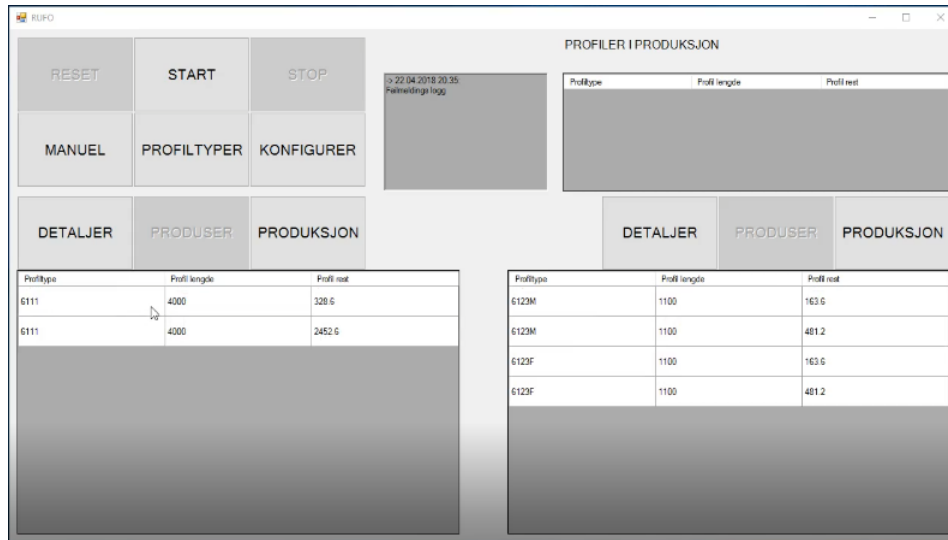 RUFO
PROFILER I PRODUKSJON
RESET START STOP
-> 22.04.2018 20:35:
Feilmeldings logg
Profiltype Profil lengde Profil rest
MANUEL PROFILTYPER KONFIGURER
DETALJER PRODUSER PRODUKSJON
DETALJER PRODUSER PRODUKSJON
Profiltype Profil lengde Profil rest
6111 4000 328.6
6111 4000 2452.6
Profiltype Profil lengde Profil rest
6123M 1100 163.6
6123M 1100 481.2
6123F 1100 163.6
6123F 1100 481.2